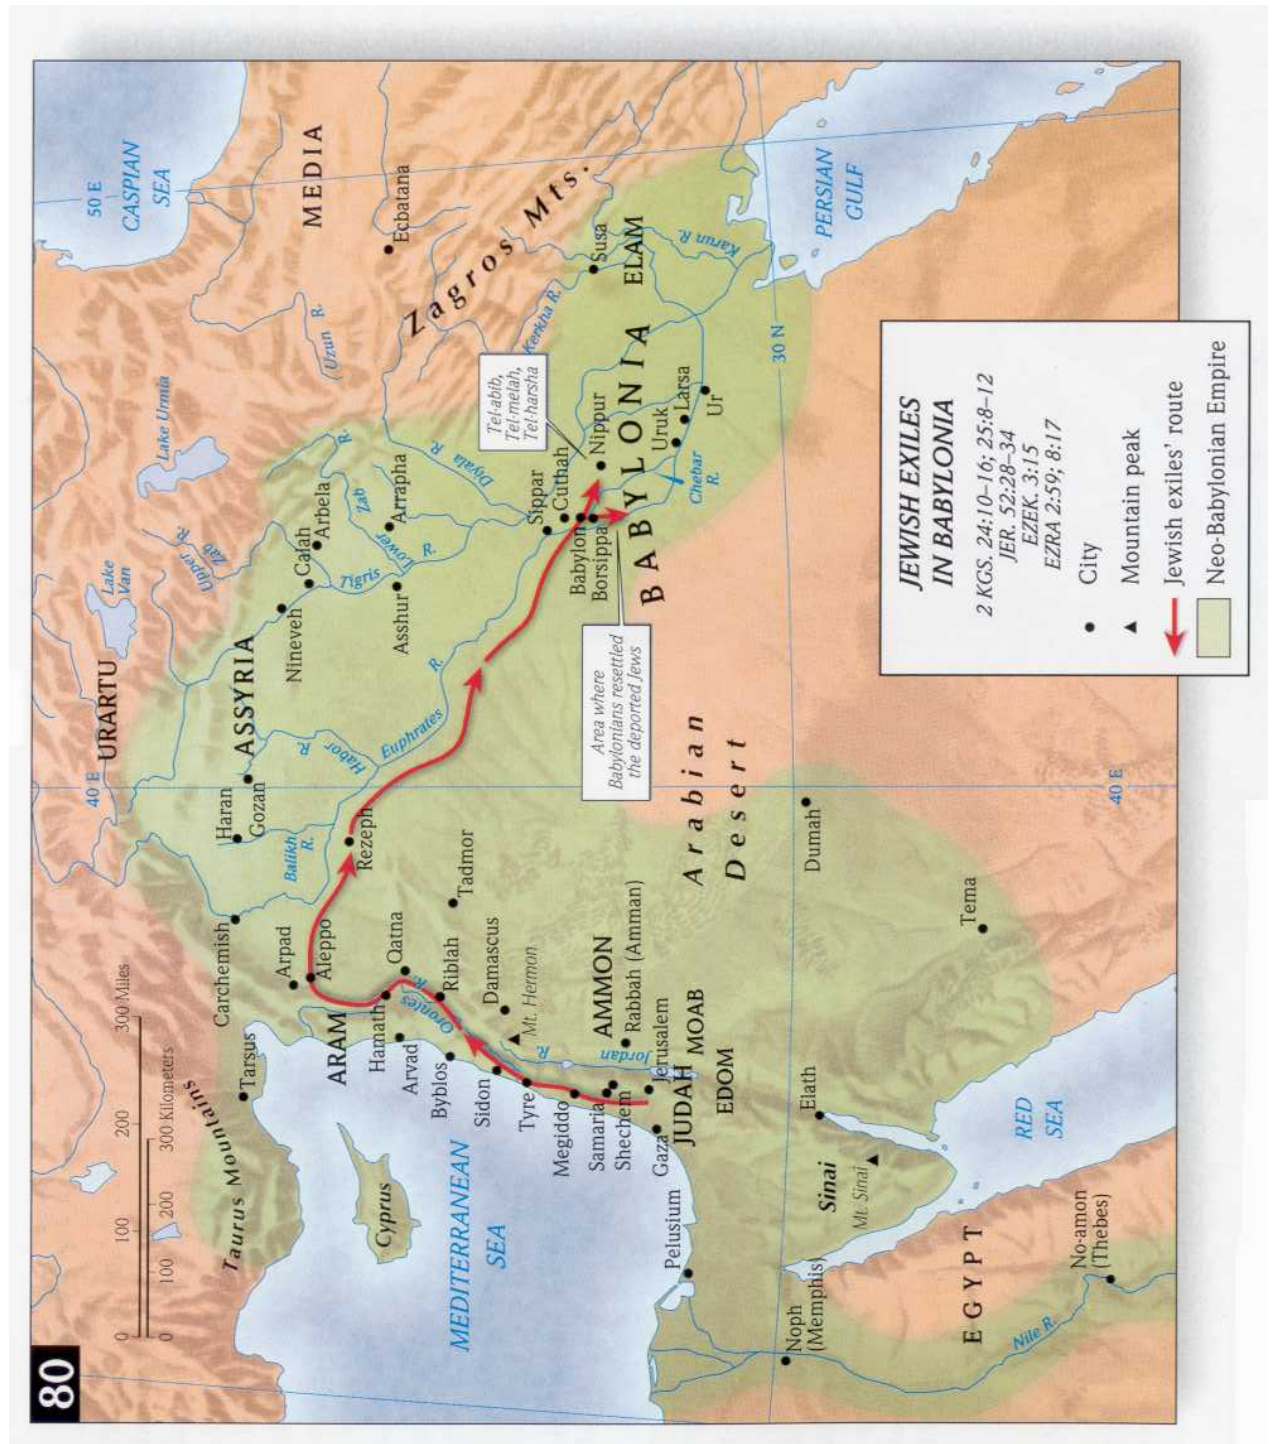 80
0 100 200 300 Miles
0 100 200 300 Kilometers
Taurus Mountains
Tarsus
Carchemish
Haran
Gozan
URARTU
40 E
Lake
Van
Lake Urmia
50 E
CASPIAN
SEA
MEDIA
Ecbatana
Uzun R.
Zagros Mts.
Upper R.
Zab
Nineveh
Calah
Arbela
Lower Zab R.
Arrapha
Asshur
Tigris R.
Diyala R.
ASSYRIA
Habor R.
Balikh
R.
Euphrates R.
Arpad
Aleppo
Rezeph
ARAM
Hamath
Qatna
Arvad
Orontes R.
Riblah
Tadmor
Byblos
Sidon
Damascus
Mt. Hermon
Tyre
Megiddo
Samaria
Shechem
Jordan R.
AMMON
Rabbah (Amman)
Jerusalem
Gaza
JUDAH
MOAB
EDOM
Cyprus
MEDITERRANEAN
SEA
Pelusium
Sippar
Cuthah
Babylon
Borsippa
Nippur
Tel-abib,
Tel-melah,
Tel-harsha
Kerkha R.
Susa
ELAM
Karun R.
BABYLONIA
Uruk
Larsa
Ur
Chebar
R.
Area where
Babylonians resettled
the deported Jews
PERSIAN
GULF
30 N
Arabian
Desert
Dumah
Tema
Elath
Sinai
Mt. Sinai
RED
SEA
Noph
(Memphis)
EGYPT
Nile R.
No-amon
(Thebes)
40 E
JEWISH EXILES
IN BABYLONIA
2 KGS. 24:10–16; 25:8–12
JER. 52:28–34
EZEK. 3:15
EZRA 2:59; 8:17
City
Mountain peak
Jewish exiles' route
Neo-Babylonian Empire